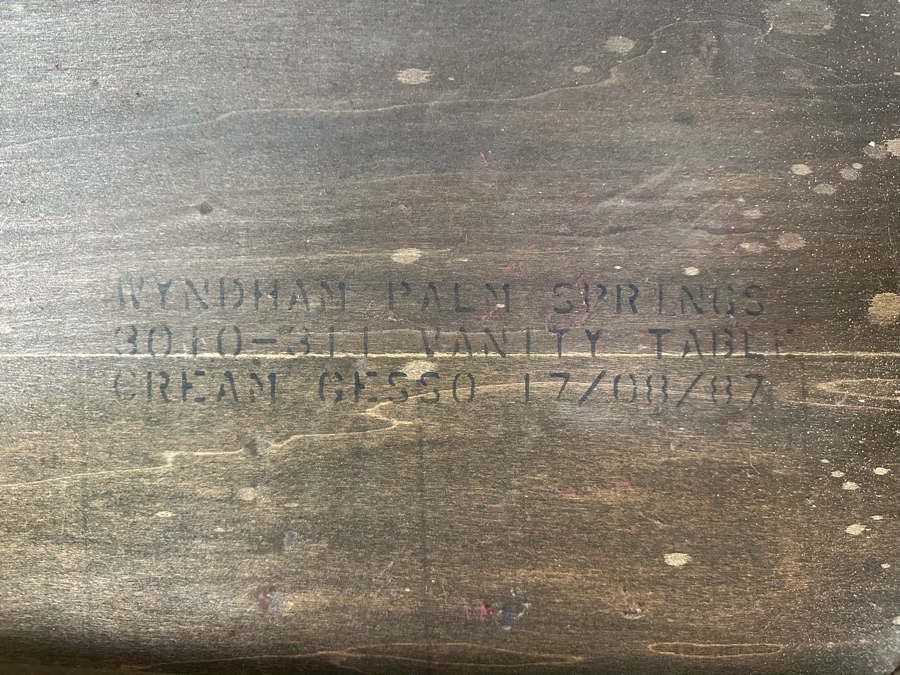 WYNDHAM PALM SPRINGS
3010-311 VANITY TABLE
CREAM GESSO 17/08/87